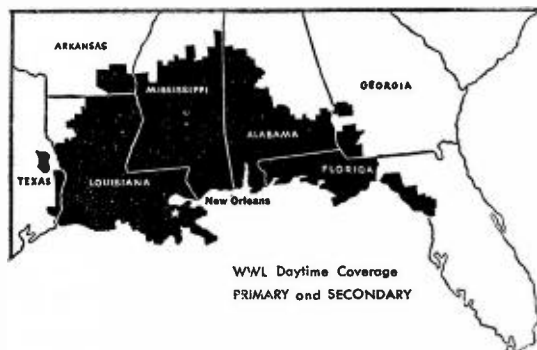 ARKANSAS
MISSISSIPPI
GEORGIA
ALABAMA
TEXAS
LOUISIANA
FLORIDA
New Orleans
WWL Daytime Coverage
PRIMARY and SECONDARY